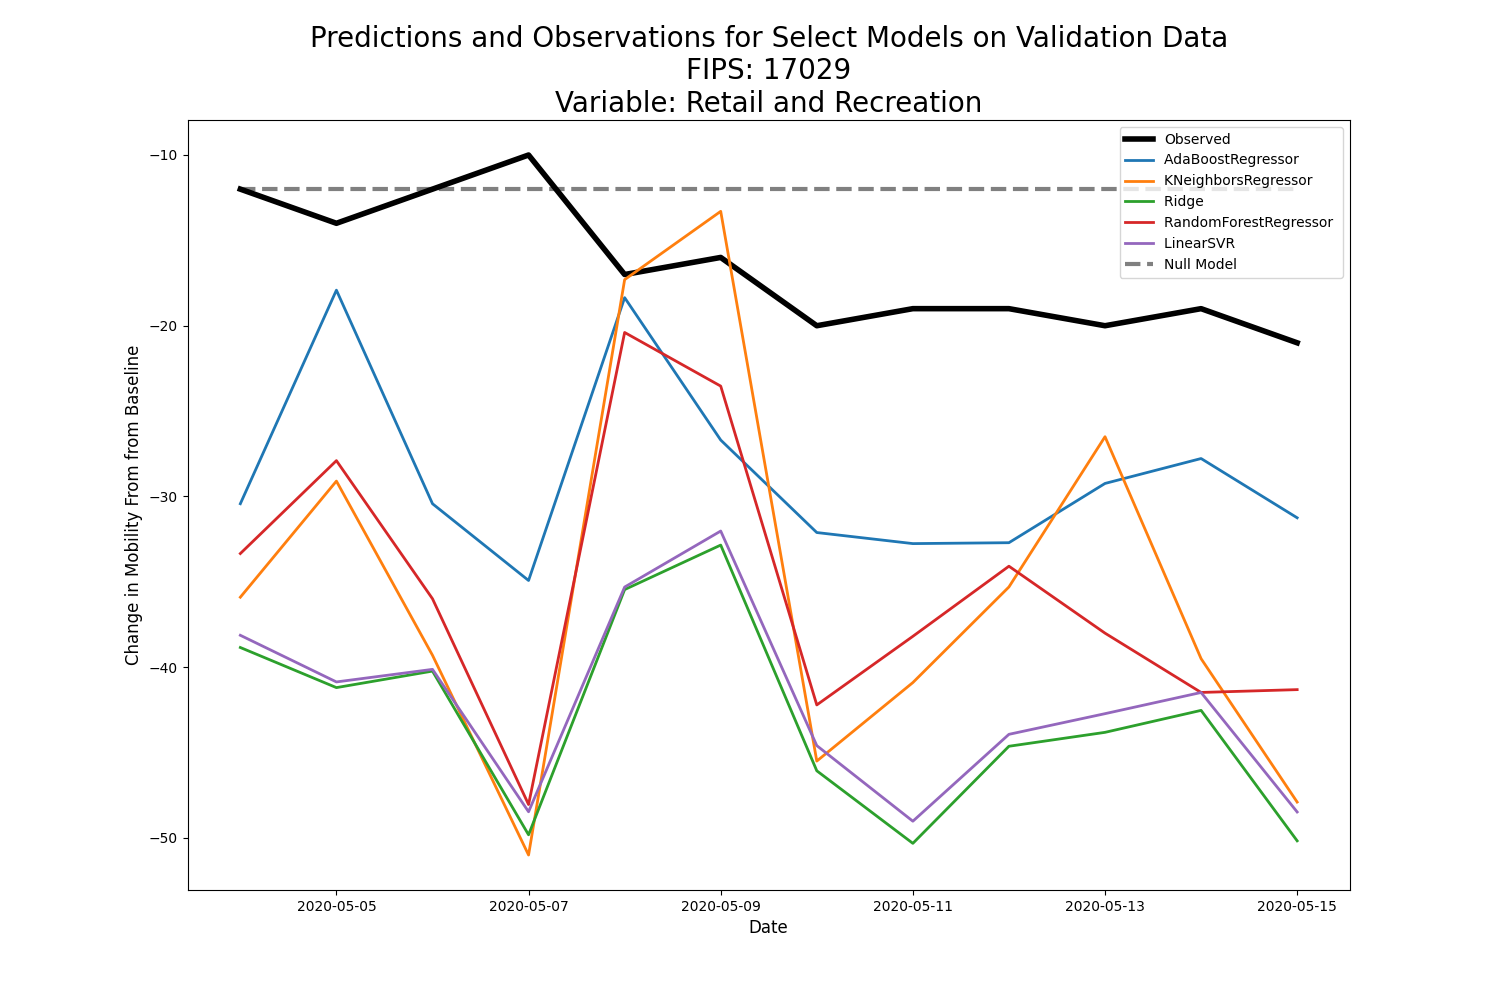 Predictions and Observations for Select Models on Validation Data
FIPS: 17029
Variable: Retail and Recreation
Observed
AdaBoostRegressor
KNeighborsRegressor
Ridge
RandomForestRegressor
LinearSVR
Null Model
−10
−20
−30
−40
−50
Change in Mobility From from Baseline
2020-05-05
2020-05-07
2020-05-09
2020-05-11
2020-05-13
2020-05-15
Date